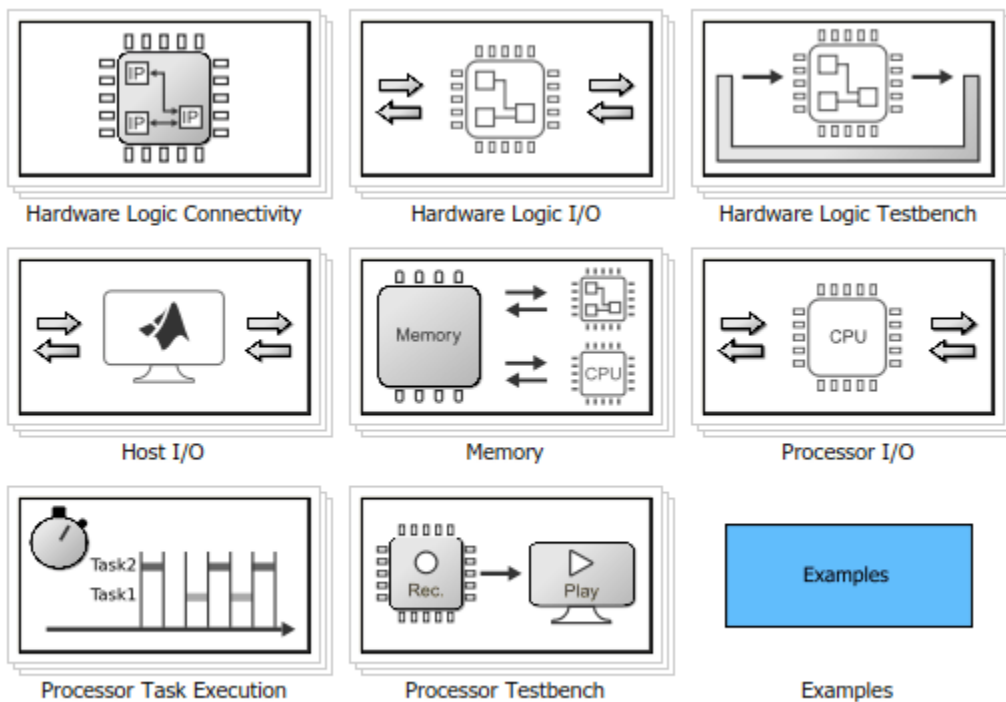 IP
IP
IP
Hardware Logic Connectivity
Hardware Logic I/O
Hardware Logic Testbench
Host I/O
Memory
CPU
Memory
CPU
Processor I/O
Task2
Task1
Processor Task Execution
Rec.
Play
Processor Testbench
Examples
Examples